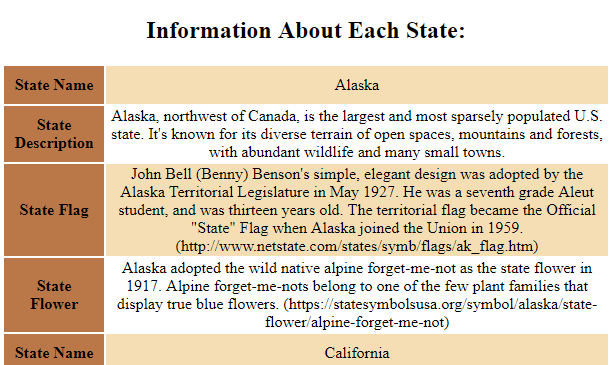 Information About Each State:
State Name
Alaska
State
Description
Alaska, northwest of Canada, is the largest and most sparsely populated U.S.
state. It's known for its diverse terrain of open spaces, mountains and forests,
with abundant wildlife and many small towns.
State Flag
John Bell (Benny) Benson's simple, elegant design was adopted by the
Alaska Territorial Legislature in May 1927. He was a seventh grade Aleut
student, and was thirteen years old. The territorial flag became the Official
"State" Flag when Alaska joined the Union in 1959.
(http://www.netstate.com/states/symb/flags/ak_flag.htm)
State
Flower
Alaska adopted the wild native alpine forget-me-not as the state flower in
1917. Alpine forget-me-nots belong to one of the few plant families that
display true blue flowers. (https://statesymbolsusa.org/symbol/alaska/state-
flower/alpine-forget-me-not)
State Name
California